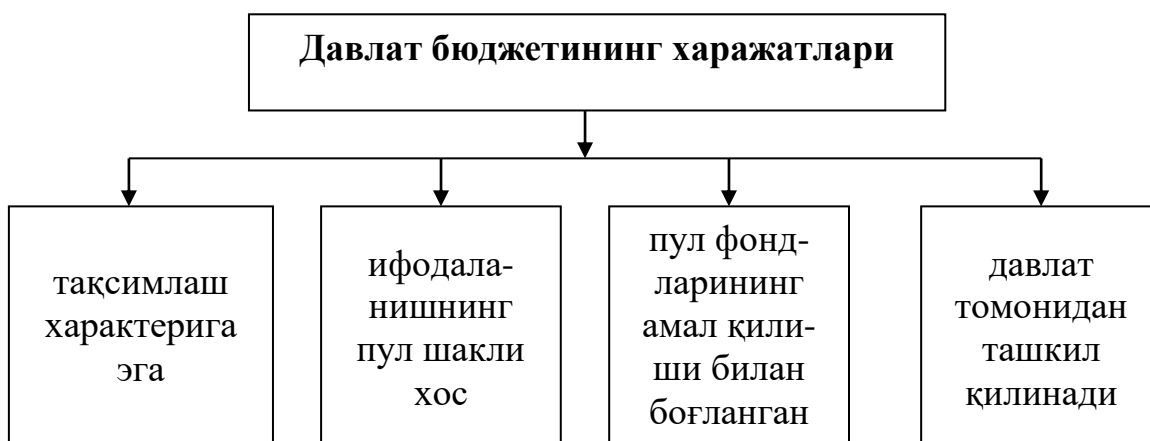 Давлат бюджетининг харажатлари
тақсимлаш
характерига
эга
ифодала-
нишнинг
пул шакли
хос
пул фонд-
ларининг
амал қили-
ши билан
боғланган
давлат
томонидан
ташкил
қилинади